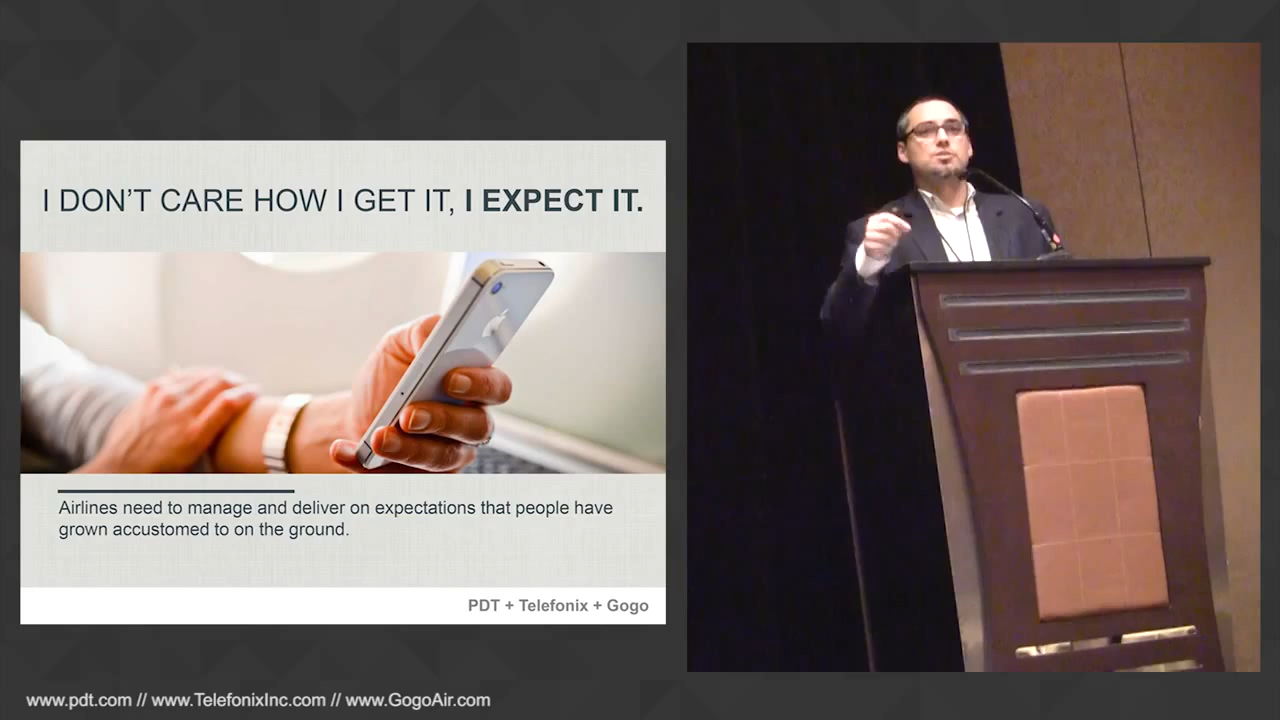 I DON'T CARE HOW I GET IT, I EXPECT IT.
Airlines need to manage and deliver on expectations that people have
grown accustomed to on the ground.
PDT + Telefonix + Gogo
www.pdt.com // www.TelefonixInc.com // www.GogoAir.com